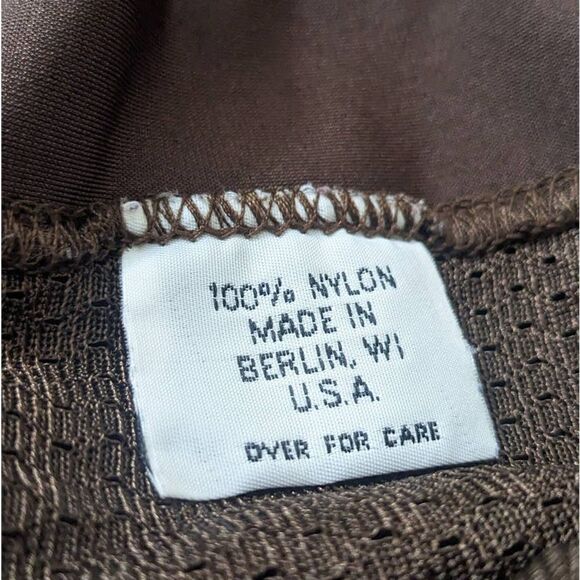 100% NYLON
MADE IN
BERLIN, WI
U.S.A.
OVER FOR CARE